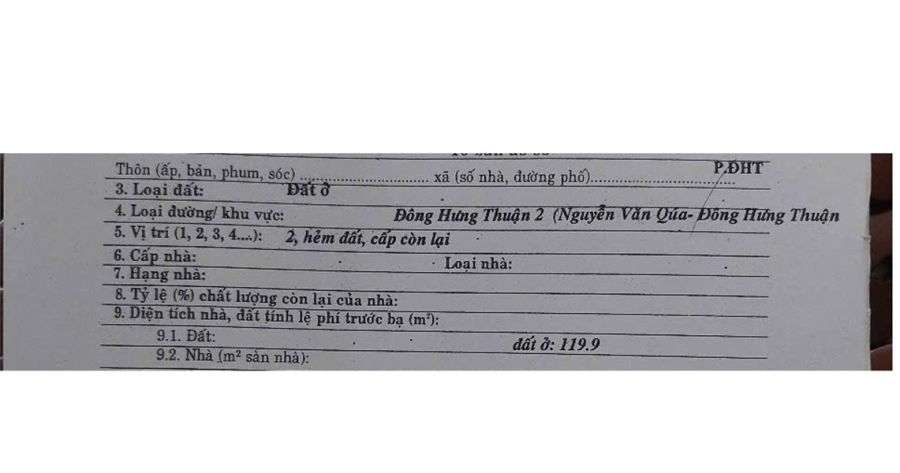 Thôn (ấp, bản, phum, sóc) ................................ xã (số nhà, đường phố)................................... P.ĐHT
3. Loại đất: Đất ở
4. Loại đường/ khu vực: Đông Hưng Thuận 2 (Nguyễn Văn Qúa- Đông Hưng Thuận
5. Vị trí (1, 2, 3, 4....): 2, hẻm đất, cấp còn lại
6. Cấp nhà: Loại nhà:
7. Hạng nhà:
8. Tỷ lệ (%) chất lượng còn lại của nhà:
9. Diện tích nhà, đất tính lệ phí trước bạ (m²):
9.1. Đất: đất ở: 119.9
9.2. Nhà (m² sàn nhà):